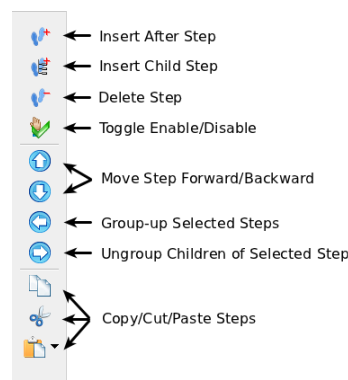 Insert After Step
Insert Child Step
Delete Step
Toggle Enable/Disable
Move Step Forward/Backward
Group-up Selected Steps
Ungroup Children of Selected Step
Copy/Cut/Paste Steps